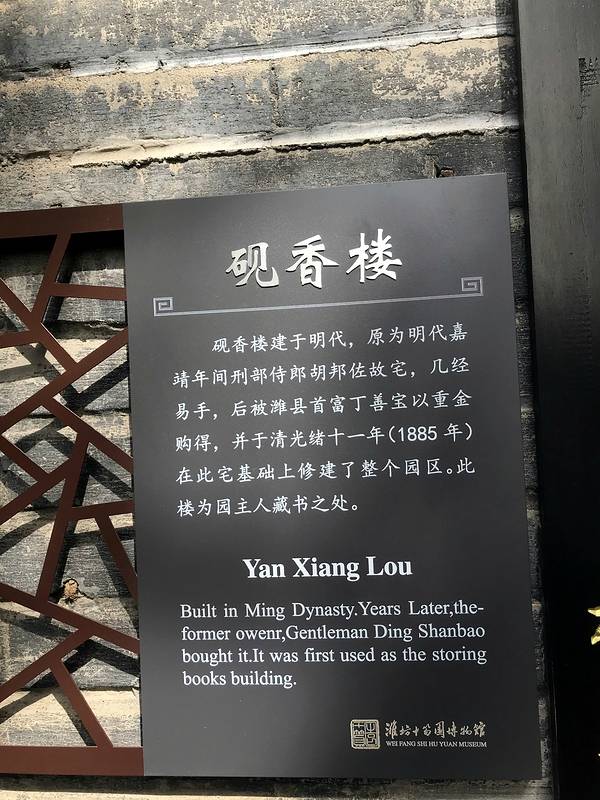 砚香楼
砚香楼建于明代，原为明代嘉
靖年间刑部侍郎胡邦佐故宅，几经
易手，后被潍县首富丁善宝以重金
购得，并于清光绪十一年(1885 年)
在此宅基础上修建了整个园区。此
楼为园主人藏书之处。
Yan Xiang Lou
Built in Ming Dynasty.Years Later,the-
former owenr,Gentleman Ding Shanbao
bought it.It was first used as the storing
books building.
潍坊十笏園博物館
WEI FANG SHI HU YUAN MUSEUM